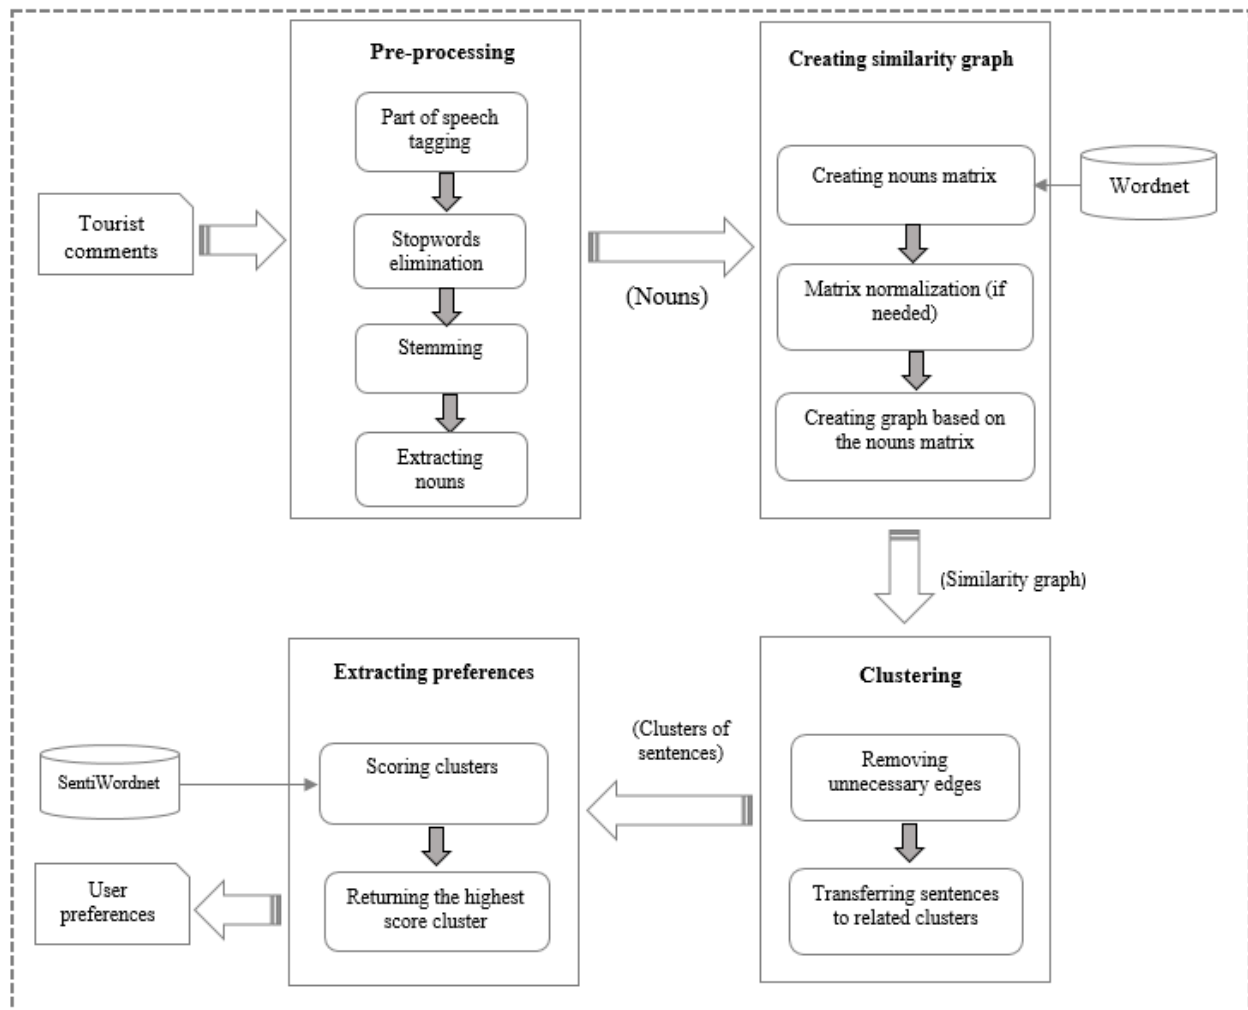 Pre-processing
Part of speech
tagging
Stopwords
elimination
Stemming
Extracting
nouns
Tourist
comments
(Nouns)
Creating similarity graph
Creating nouns matrix
Matrix normalization (if
needed)
Creating graph based on
the nouns matrix
Wordnet
(Similarity graph)
Clustering
Removing
unnecessary edges
Transferring sentences
to related clusters
(Clusters of
sentences)
Extracting preferences
Scoring clusters
Returning the highest
score cluster
SentiWordnet
User
preferences